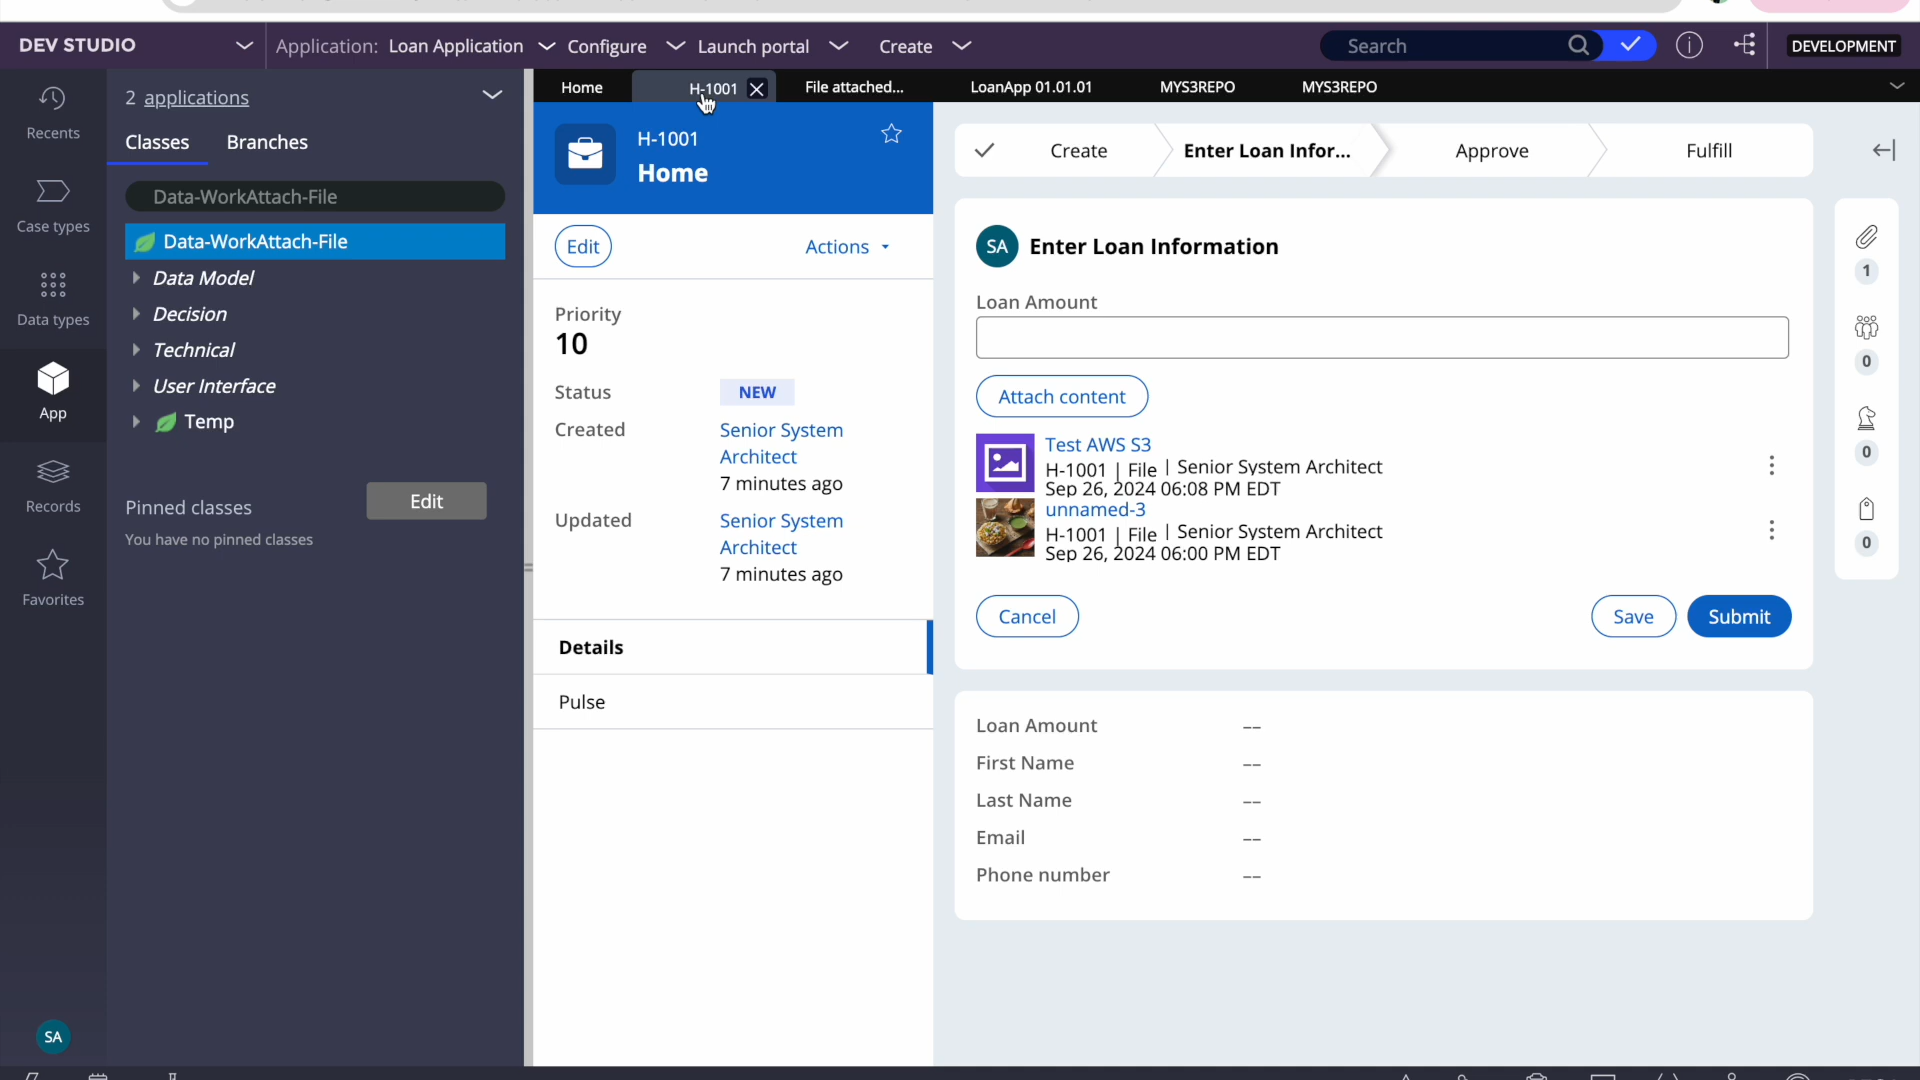 DEV STUDIO
Application: Loan Application
Configure
Launch portal
Create
Search
DEVELOPMENT
Home
H-1001
File attached...
LoanApp 01.01.01
MYS3REPO
MYS3REPO
Recents
Case types
Data types
App
Records
Favorites
SA
2 applications
Classes
Branches
Data-WorkAttach-File
Data-WorkAttach-File
Data Model
Decision
Technical
User Interface
Temp
Pinned classes
Edit
You have no pinned classes
H-1001
Home
Edit
Actions
Priority
10
Status
NEW
Created
Senior System
Architect
7 minutes ago
Updated
Senior System
Architect
7 minutes ago
Details
Pulse
Create
Enter Loan Infor...
Approve
Fulfill
SA
Enter Loan Information
Loan Amount
Attach content
Test AWS S3
H-1001 | File | Senior System Architect
Sep 26, 2024 06:08 PM EDT
unnamed-3
H-1001 | File | Senior System Architect
Sep 26, 2024 06:00 PM EDT
Cancel
Save
Submit
Loan Amount --
First Name --
Last Name --
Email --
Phone number --
1
0
0
0